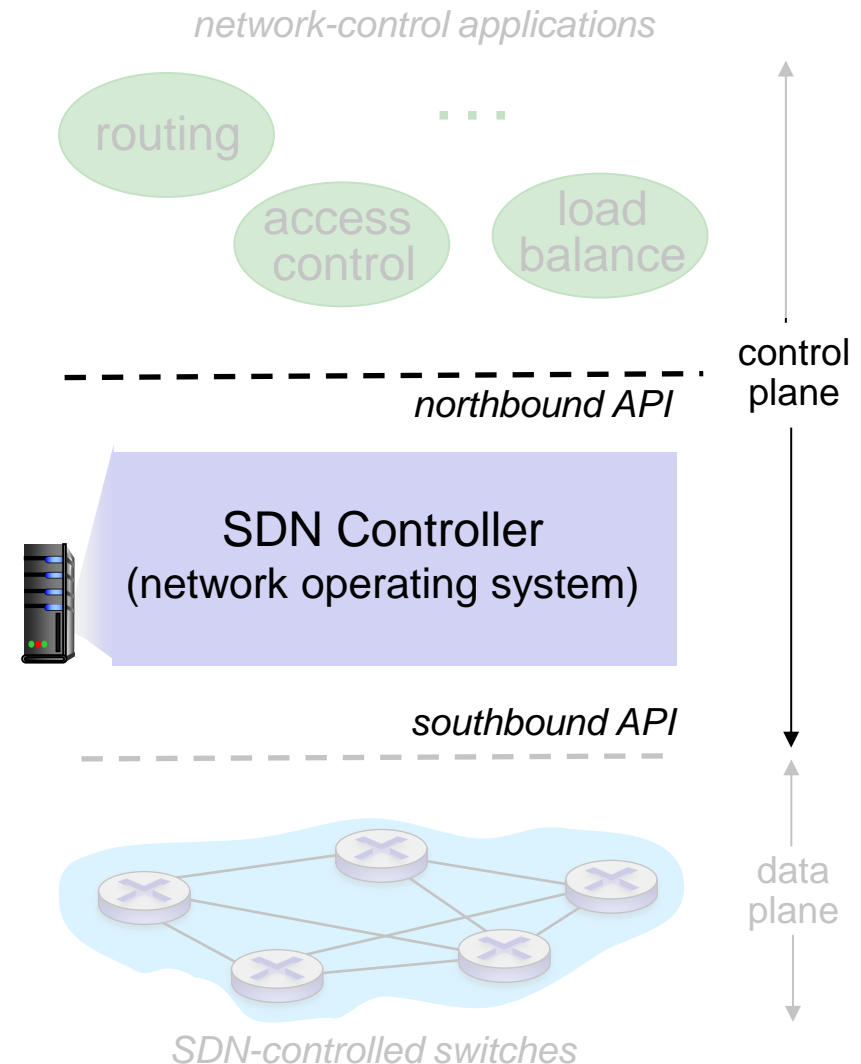 network-control applications
routing
. . .
access
control
load
balance
control
plane
northbound API
SDN Controller
(network operating system)
southbound API
data
plane
SDN-controlled switches